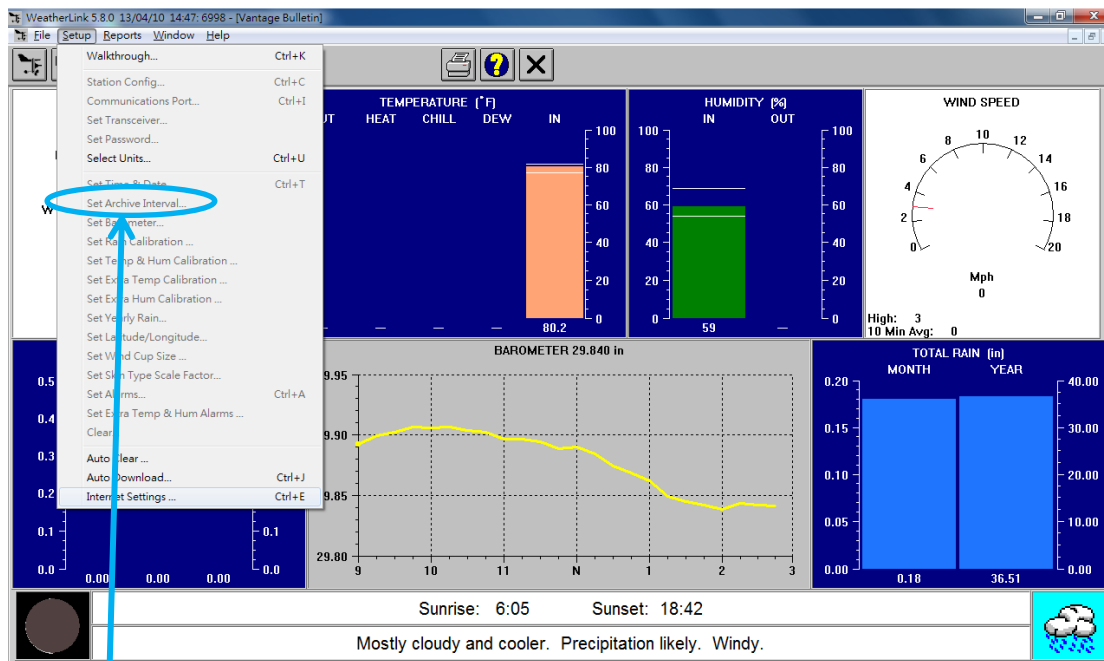 WeatherLink 5.8.0 13/04/10 14:47: 6998 - [Vantage Bulletin]
File Setup Reports Window Help
Walkthrough... Ctrl+K
Station Config... Ctrl+C
Communications Port... Ctrl+I
Set Transceiver...
Set Password...
Select Units... Ctrl+U
Set Time & Date... Ctrl+T
Set Archive Interval...
Set Barometer...
Set Rain Calibration ...
Set Temp & Hum Calibration ...
Set Extra Temp Calibration ...
Set Extra Hum Calibration ...
Set Yearly Rain...
Set Latitude/Longitude...
Set Wind Cup Size ...
Set Skin Type Scale Factor...
Set Alarms... Ctrl+A
Set Extra Temp & Hum Alarms ...
Clear
Auto Clear ...
Auto Download... Ctrl+J
Internet Settings ... Ctrl+E
TEMPERATURE (°F)
HEAT CHILL DEW IN
100
80
60
40
20
0
— — — 80.2
HUMIDITY (%)
IN OUT
100 100
80 80
60 60
40 40
20 20
0 0
59 —
WIND SPEED
0 2 4 6 8 10 12 14 16 18 20
Mph
0
High: 3
10 Min Avg: 0
W
0.5
0.4
0.3
0.2
0.1 0.1
0.0 0.0
0.00 0.00 0.00
BAROMETER 29.840 in
9.95
9.90
9.85
29.80
9 10 11 N 1 2 3
TOTAL RAIN (in)
MONTH YEAR
0.20 40.00
0.15 30.00
0.10 20.00
0.05 10.00
0.00 0.00
0.18 36.51
Sunrise: 6:05 Sunset: 18:42
Mostly cloudy and cooler. Precipitation likely. Windy.